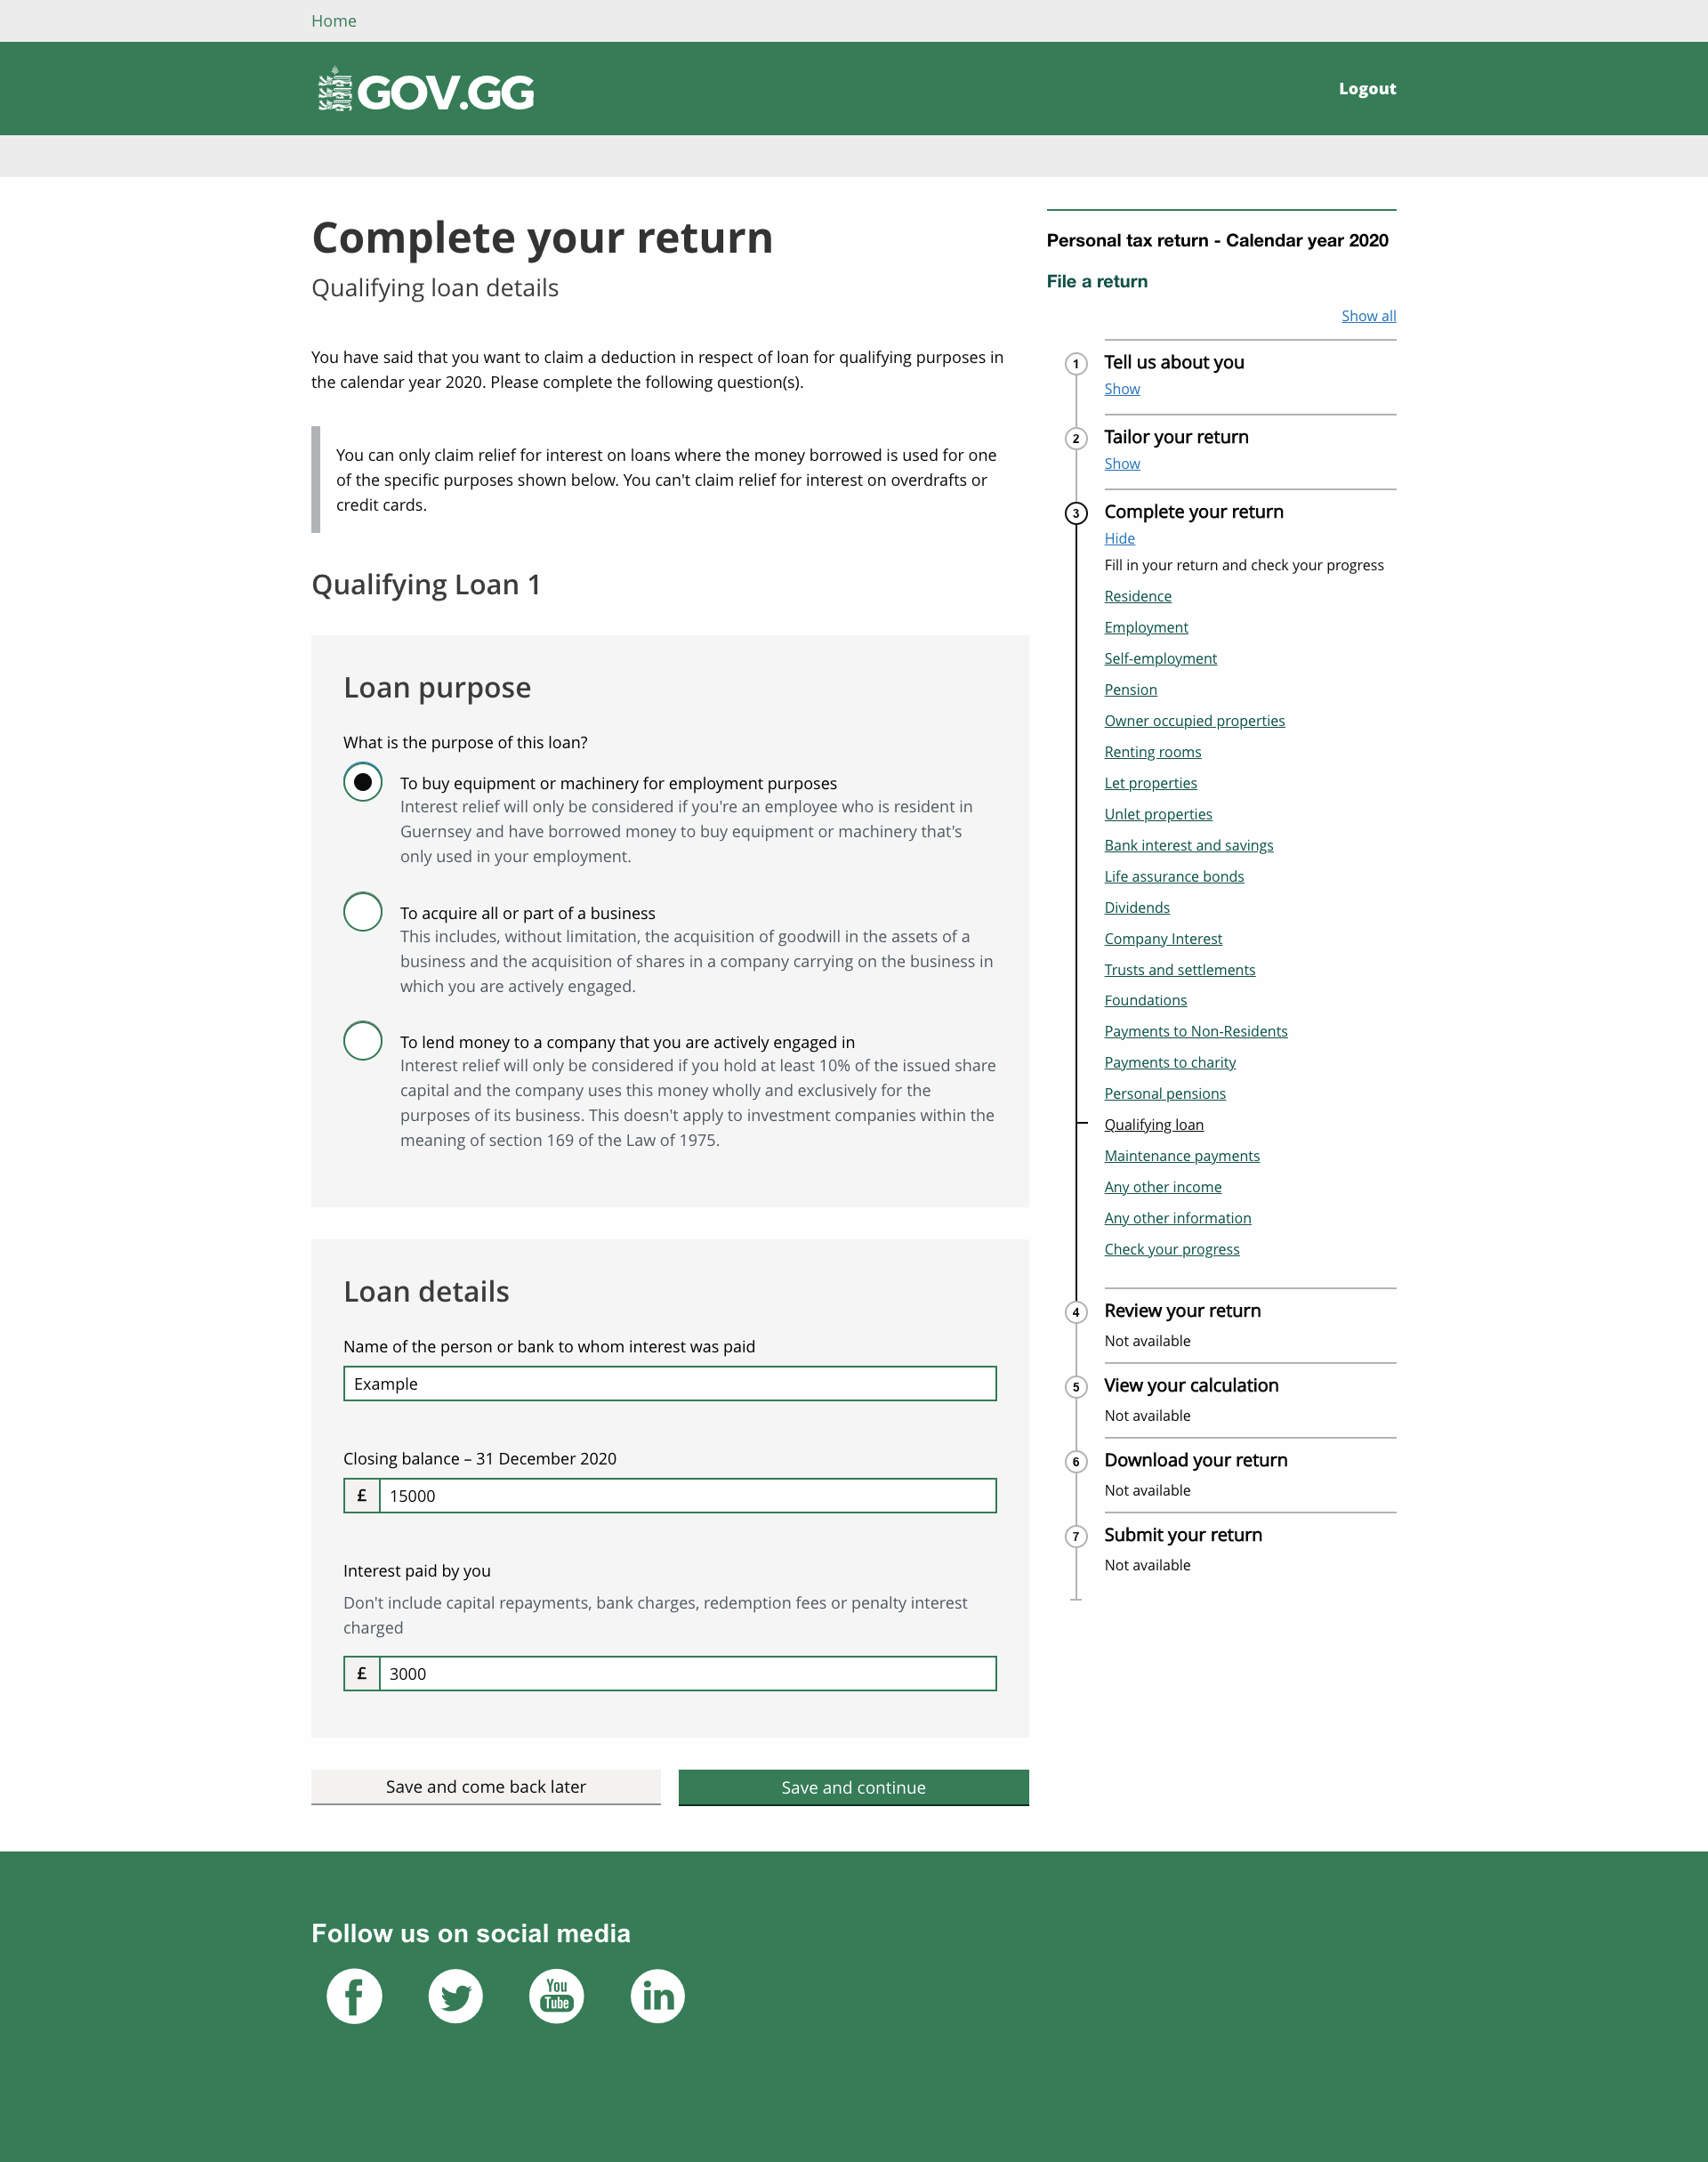 Home
GOV.GG
Logout
Complete your return
Qualifying loan details
You have said that you want to claim a deduction in respect of loan for qualifying purposes in
the calendar year 2020. Please complete the following question(s).
You can only claim relief for interest on loans where the money borrowed is used for one
of the specific purposes shown below. You can't claim relief for interest on overdrafts or
credit cards.
Qualifying Loan 1
Loan purpose
What is the purpose of this loan?
To buy equipment or machinery for employment purposes
Interest relief will only be considered if you're an employee who is resident in
Guernsey and have borrowed money to buy equipment or machinery that's
only used in your employment.
To acquire all or part of a business
This includes, without limitation, the acquisition of goodwill in the assets of a
business and the acquisition of shares in a company carrying on the business in
which you are actively engaged.
To lend money to a company that you are actively engaged in
Interest relief will only be considered if you hold at least 10% of the issued share
capital and the company uses this money wholly and exclusively for the
purposes of its business. This doesn't apply to investment companies within the
meaning of section 169 of the Law of 1975.
Loan details
Name of the person or bank to whom interest was paid
Example
Closing balance – 31 December 2020
£ 15000
Interest paid by you
Don't include capital repayments, bank charges, redemption fees or penalty interest
charged
£ 3000
Save and come back later
Save and continue
Personal tax return - Calendar year 2020
File a return
Show all
1 Tell us about you
Show
2 Tailor your return
Show
3 Complete your return
Hide
Fill in your return and check your progress
Residence
Employment
Self-employment
Pension
Owner occupied properties
Renting rooms
Let properties
Unlet properties
Bank interest and savings
Life assurance bonds
Dividends
Company Interest
Trusts and settlements
Foundations
Payments to Non-Residents
Payments to charity
Personal pensions
Qualifying loan
Maintenance payments
Any other income
Any other information
Check your progress
4 Review your return
Not available
5 View your calculation
Not available
6 Download your return
Not available
7 Submit your return
Not available
Follow us on social media
f
You
Tube
in